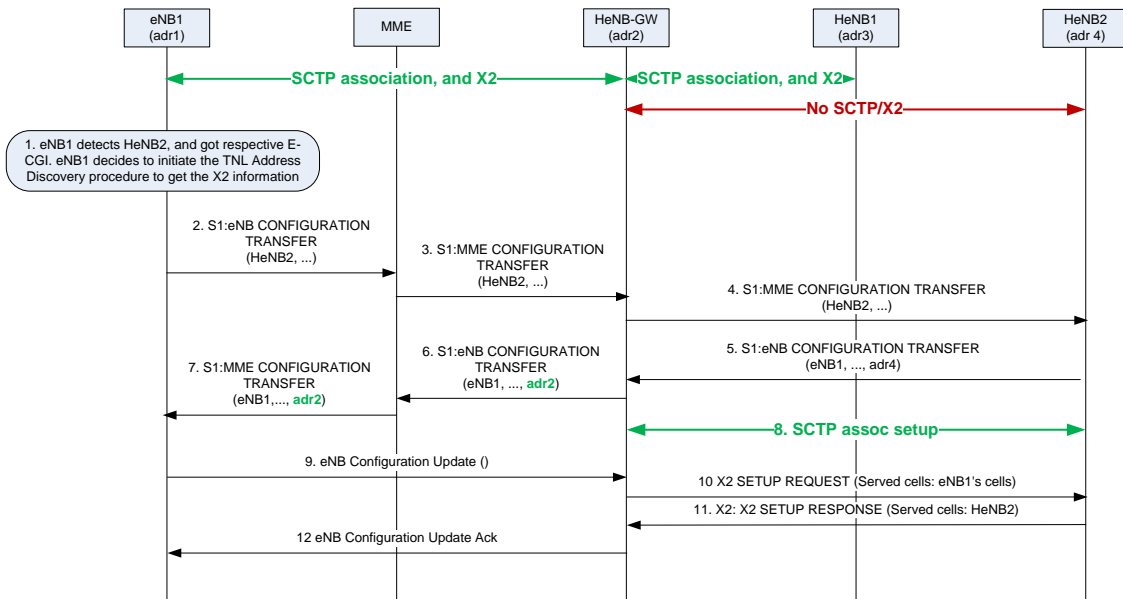 eNB1
(adr1)
MME
HeNB-GW
(adr2)
HeNB1
(adr3)
HeNB2
(adr 4)
SCTP association, and X2
SCTP association, and X2
No SCTP/X2
1. eNB1 detects HeNB2, and got respective E-
CGI. eNB1 decides to initiate the TNL Address
Discovery procedure to get the X2 information
2. S1:eNB CONFIGURATION
TRANSFER
(HeNB2, ...)
3. S1:MME CONFIGURATION
TRANSFER
(HeNB2, ...)
4. S1:MME CONFIGURATION TRANSFER
(HeNB2, ...)
5. S1:eNB CONFIGURATION TRANSFER
(eNB1, ..., adr4)
6. S1:eNB CONFIGURATION
TRANSFER
(eNB1, ..., adr2)
7. S1:MME CONFIGURATION
TRANSFER
(eNB1,..., adr2)
8. SCTP assoc setup
9. eNB Configuration Update ()
10 X2 SETUP REQUEST (Served cells: eNB1's cells)
11. X2: X2 SETUP RESPONSE (Served cells: HeNB2)
12 eNB Configuration Update Ack